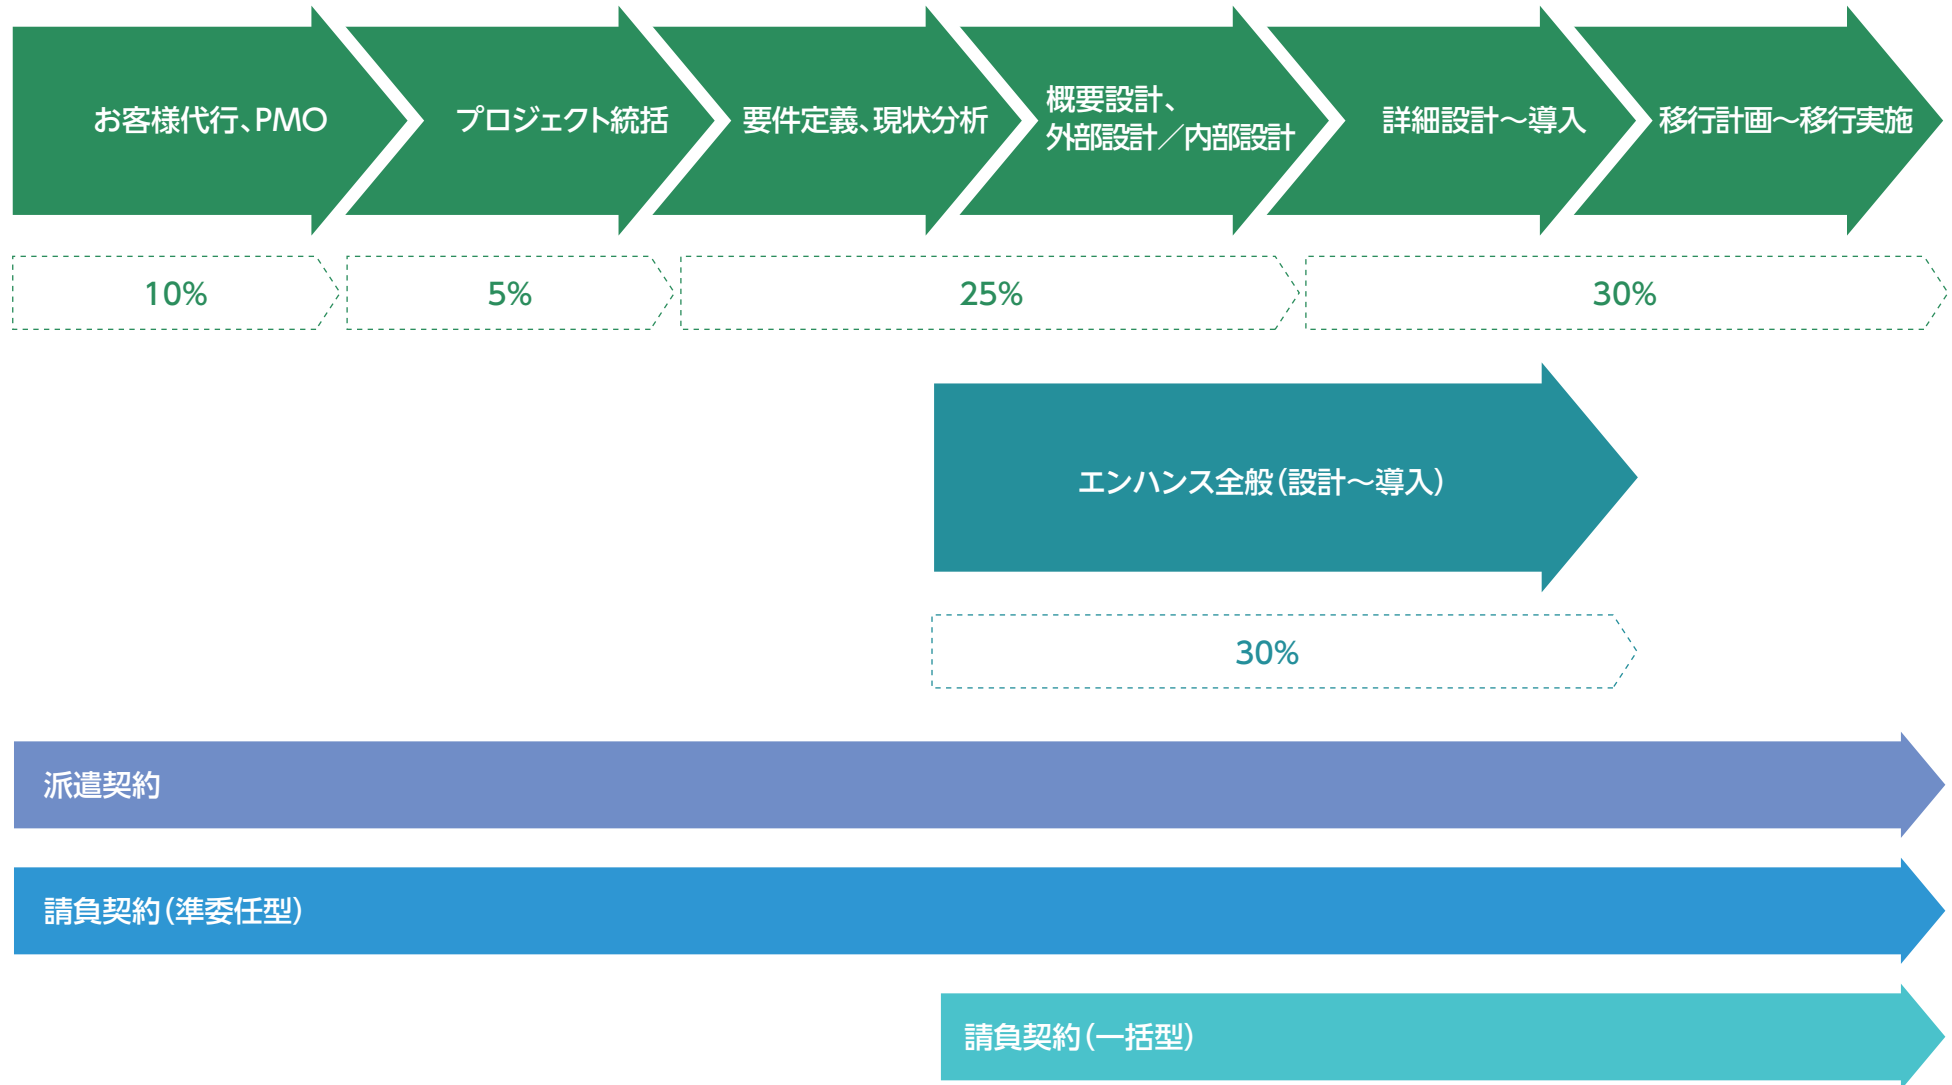 お客様代行、PMO
プロジェクト統括
要件定義、現状分析
概要設計、
外部設計／内部設計
詳細設計～導入
移行計画～移行実施
10%
5%
25%
30%
エンハンス全般（設計～導入）
30%
派遣契約
請負契約（準委任型）
請負契約（一括型）